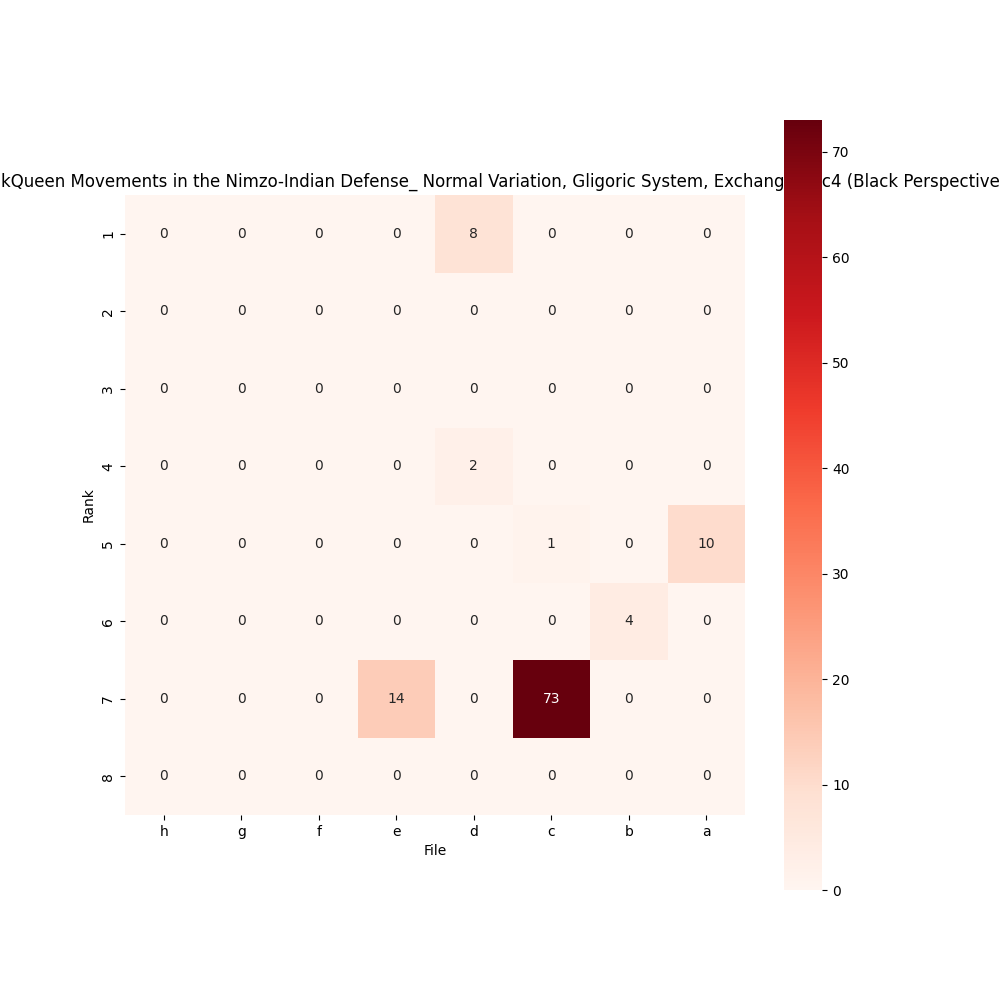 70
kQueen Movements in the Nimzo-Indian Defense_ Normal Variation, Gligoric System, Exchang c4 (Black Perspective
60
1 0 0 0 0 8 0 0 0
2 0 0 0 0 0 0 0 0
50
3 0 0 0 0 0 0 0 0
40
4 0 0 0 0 2 0 0 0
Rank
30
5 0 0 0 0 0 1 0 10
6 0 0 0 0 0 0 4 0
20
7 0 0 0 14 0 73 0 0
10
8 0 0 0 0 0 0 0 0
h g f e d c b a
File
0